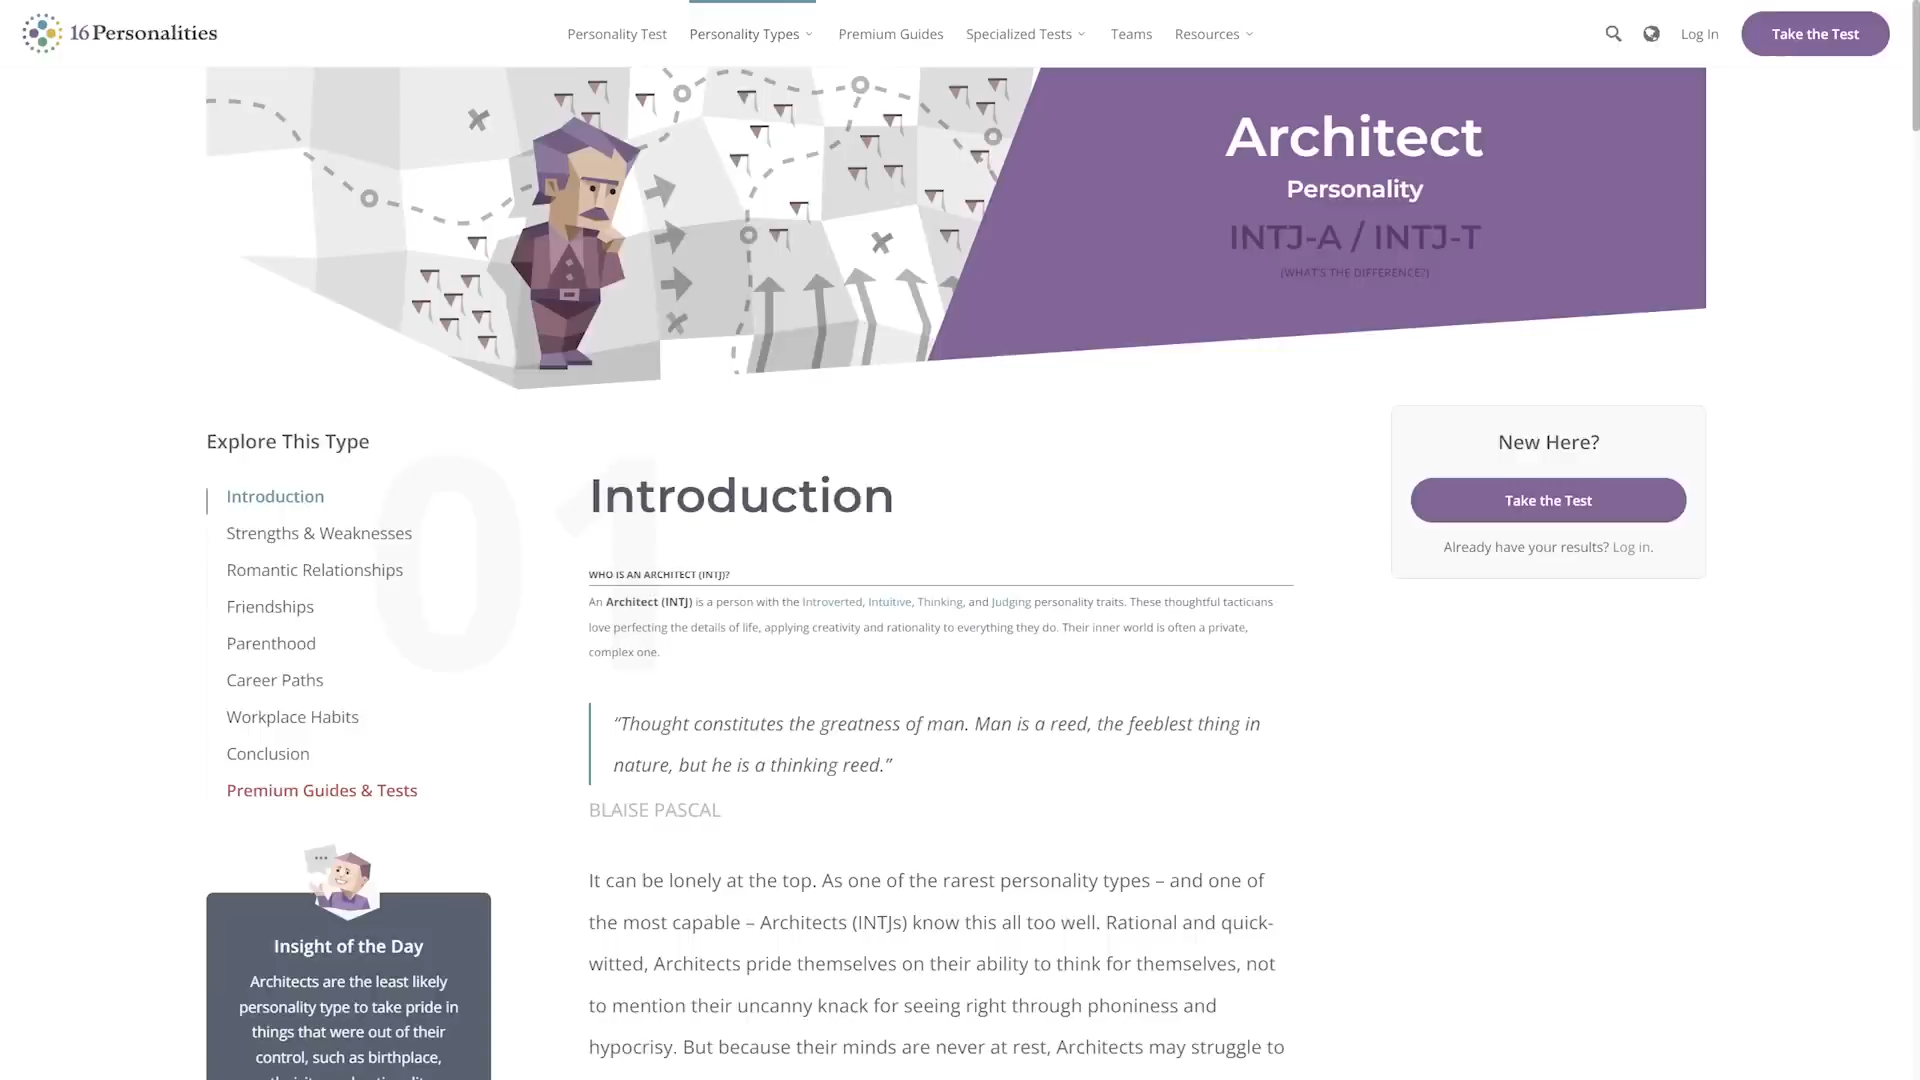 16Personalities
Personality Test
Personality Types
Premium Guides
Specialized Tests
Teams
Resources
Log In
Take the Test
Architect
Personality
INTJ-A / INTJ-T
(WHAT'S THE DIFFERENCE?)
Explore This Type
Introduction
Strengths & Weaknesses
Romantic Relationships
Friendships
Parenthood
Career Paths
Workplace Habits
Conclusion
Premium Guides & Tests
Insight of the Day
Architects are the least likely
personality type to take pride in
things that were out of their
control, such as birthplace,
01
Introduction
WHO IS AN ARCHITECT (INTJ)?
An Architect (INTJ) is a person with the Introverted, Intuitive, Thinking, and Judging personality traits. These thoughtful tacticians
love perfecting the details of life, applying creativity and rationality to everything they do. Their inner world is often a private,
complex one.
“Thought constitutes the greatness of man. Man is a reed, the feeblest thing in
nature, but he is a thinking reed.”
BLAISE PASCAL
It can be lonely at the top. As one of the rarest personality types – and one of
the most capable – Architects (INTJs) know this all too well. Rational and quick-
witted, Architects pride themselves on their ability to think for themselves, not
to mention their uncanny knack for seeing right through phoniness and
hypocrisy. But because their minds are never at rest, Architects may struggle to
New Here?
Take the Test
Already have your results? Log in.